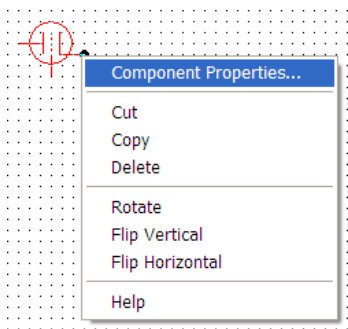 Component Properties...
Cut
Copy
Delete
Rotate
Flip Vertical
Flip Horizontal
Help